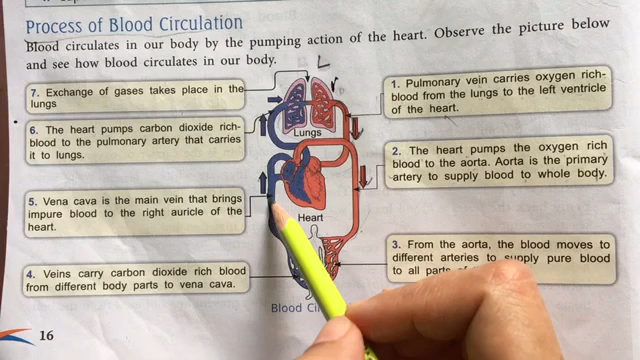 Process of Blood Circulation
Blood circulates in our body by the pumping action of the heart. Observe the picture below
and see how blood circulates in our body.
L
r
7. Exchange of gases takes place in the
lungs
6. The heart pumps carbon dioxide rich-
blood to the pulmonary artery that carries
it to lungs.
5. Vena cava is the main vein that brings
impure blood to the right auricle of the
heart.
4. Veins carry carbon dioxide rich blood
from different body parts to vena cava.
Lungs
Heart
1. Pulmonary vein carries oxygen rich-
blood from the lungs to the left ventricle
of the heart.
2. The heart pumps the oxygen rich
blood to the aorta. Aorta is the primary
artery to supply blood to whole body.
3. From the aorta, the blood moves to
different arteries to supply pure blood
to all parts
Blood
16